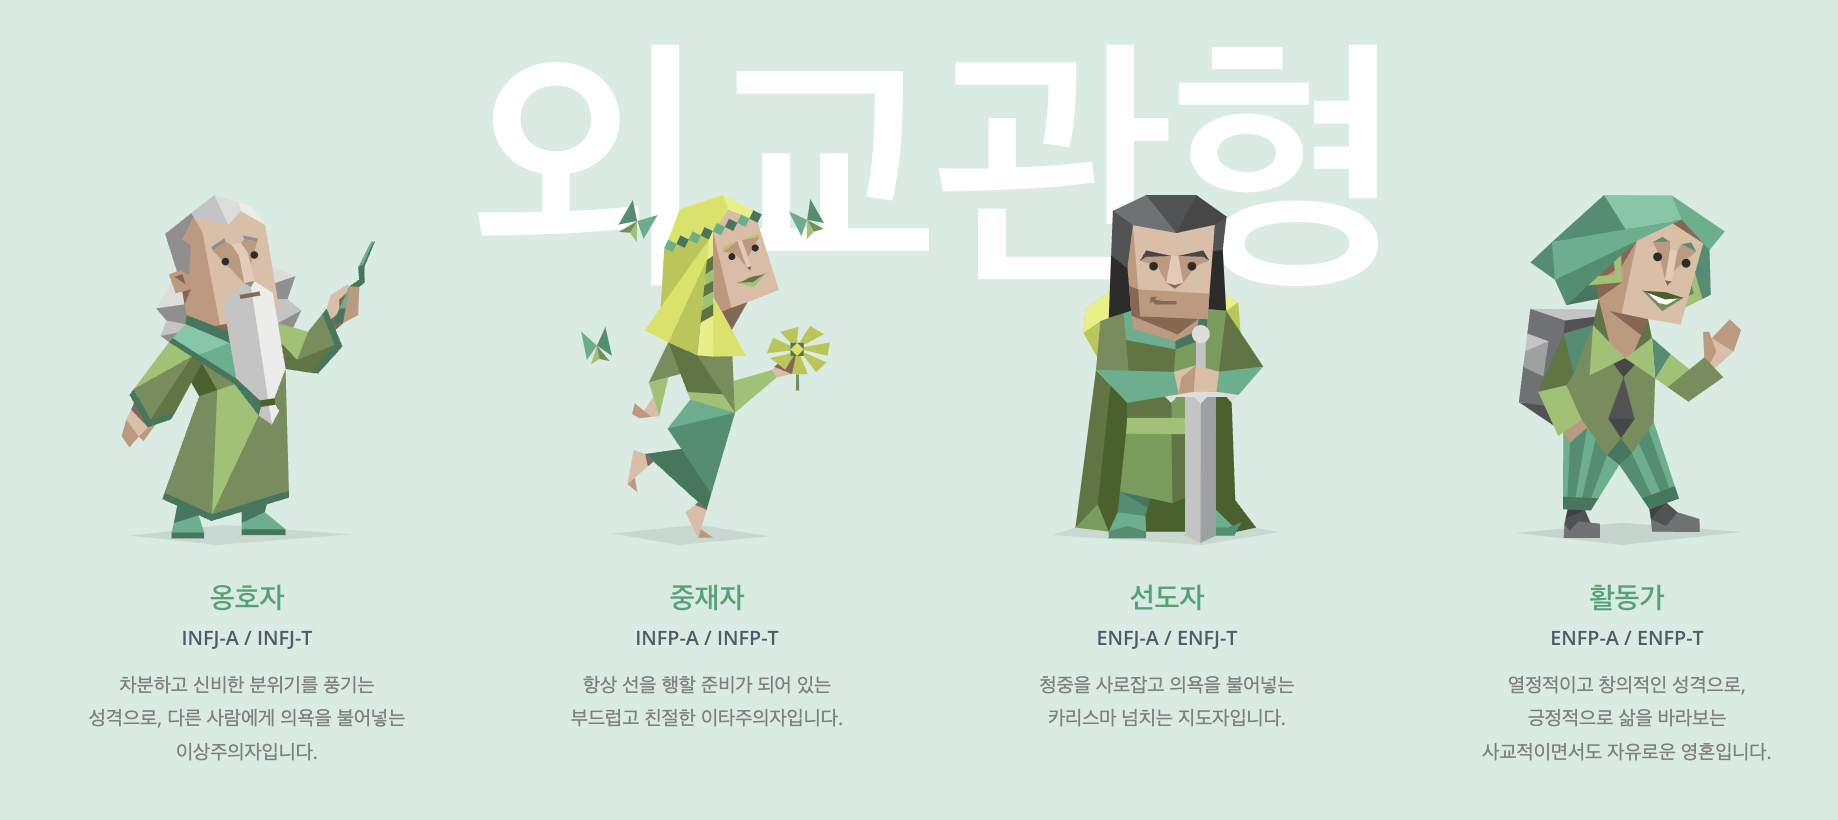 외교관형
옹호자
INFJ-A / INFJ-T
차분하고 신비한 분위기를 풍기는
성격으로, 다른 사람에게 의욕을 불어넣는
이상주의자입니다.
중재자
INFP-A / INFP-T
항상 선을 행할 준비가 되어 있는
부드럽고 친절한 이타주의자입니다.
선도자
ENFJ-A / ENFJ-T
청중을 사로잡고 의욕을 불어넣는
카리스마 넘치는 지도자입니다.
활동가
ENFP-A / ENFP-T
열정적이고 창의적인 성격으로,
긍정적으로 삶을 바라보는
사교적이면서도 자유로운 영혼입니다.